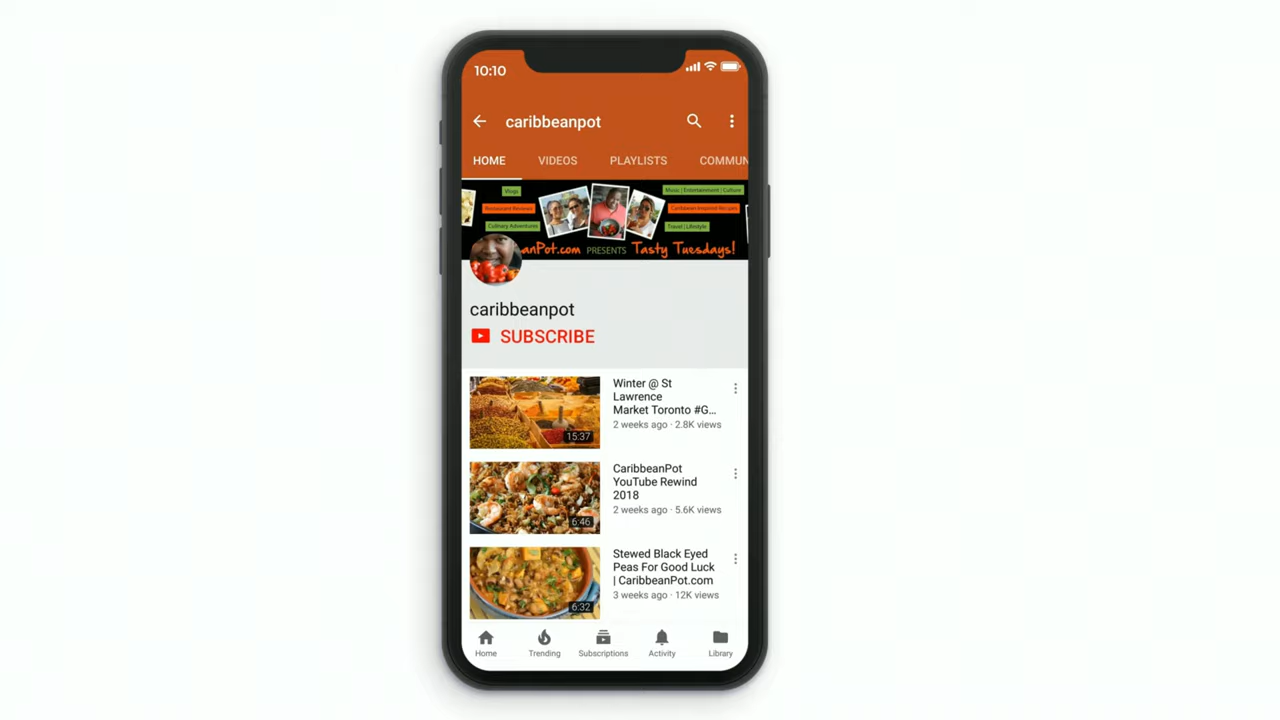 10:10
caribbeanpot
HOME VIDEOS PLAYLISTS COMMUN
Vlogs
Music | Entertainment | Culture
Restaurant Reviews
Caribbean Inspired Recipes
Culinary Adventures
Travel | Lifestyle
anPot.com PRESENTS Tasty Tuesdays!
caribbeanpot
SUBSCRIBE
Winter @ St
Lawrence
Market Toronto #G...
2 weeks ago · 2.8K views
15:37
CaribbeanPot
YouTube Rewind
2018
2 weeks ago · 5.6K views
6:46
Stewed Black Eyed
Peas For Good Luck
| CaribbeanPot.com
3 weeks ago · 12K views
6:32
Home Trending Subscriptions Activity Library